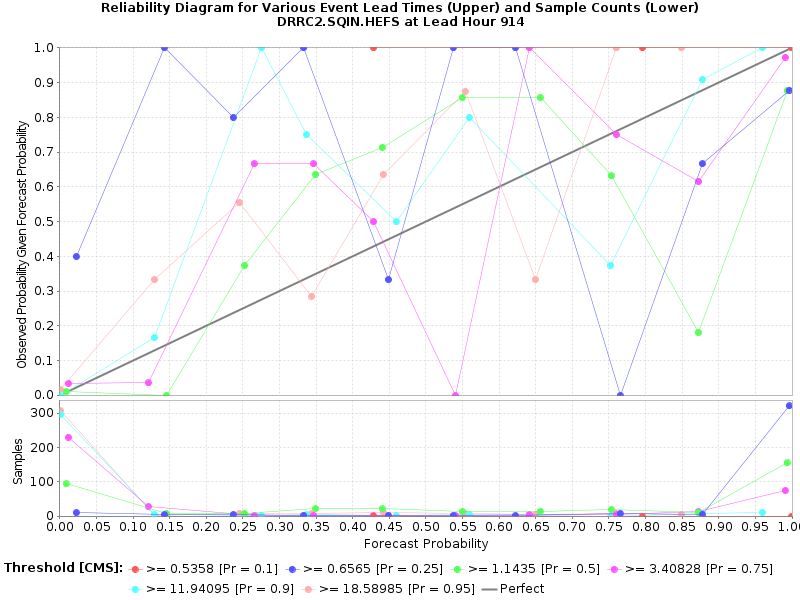 Reliability Diagram for Various Event Lead Times (Upper) and Sample Counts (Lower)
DRRC2.SQIN.HEFS at Lead Hour 914
Observed Probability Given Forecast Probability
1.0
0.9
0.8
0.7
0.6
0.5
0.4
0.3
0.2
0.1
0.0
Samples
300
200
100
0
0.00 0.05 0.10 0.15 0.20 0.25 0.30 0.35 0.40 0.45 0.50 0.55 0.60 0.65 0.70 0.75 0.80 0.85 0.90 0.95 1.00
Forecast Probability
Threshold [CMS]: >= 0.5358 [Pr = 0.1] >= 0.6565 [Pr = 0.25] >= 1.1435 [Pr = 0.5] >= 3.40828 [Pr = 0.75]
>= 11.94095 [Pr = 0.9] >= 18.58985 [Pr = 0.95] Perfect